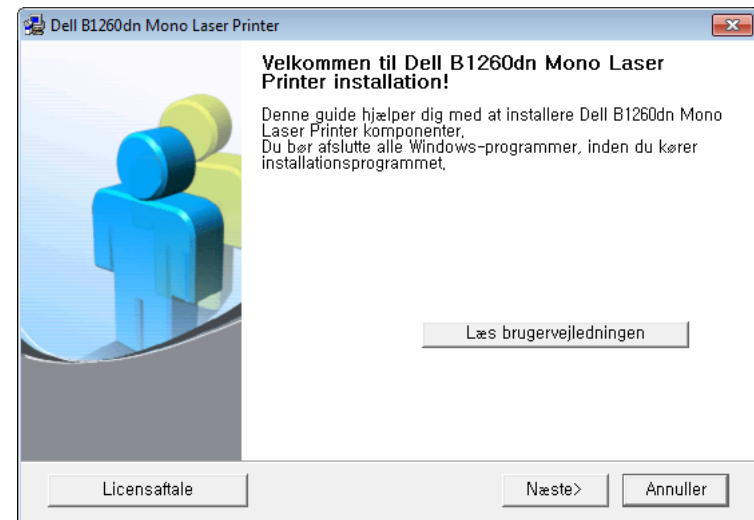 Dell B1260dn Mono Laser Printer
Velkommen til Dell B1260dn Mono Laser
Printer installation!
Denne guide hjælper dig med at installere Dell B1260dn Mono
Laser Printer komponenter,
Du bør afslutte alle Windows-programmer, inden du kører
installationsprogrammet,
Læs brugervejledningen
Licensaftale
Næste>
Annuller